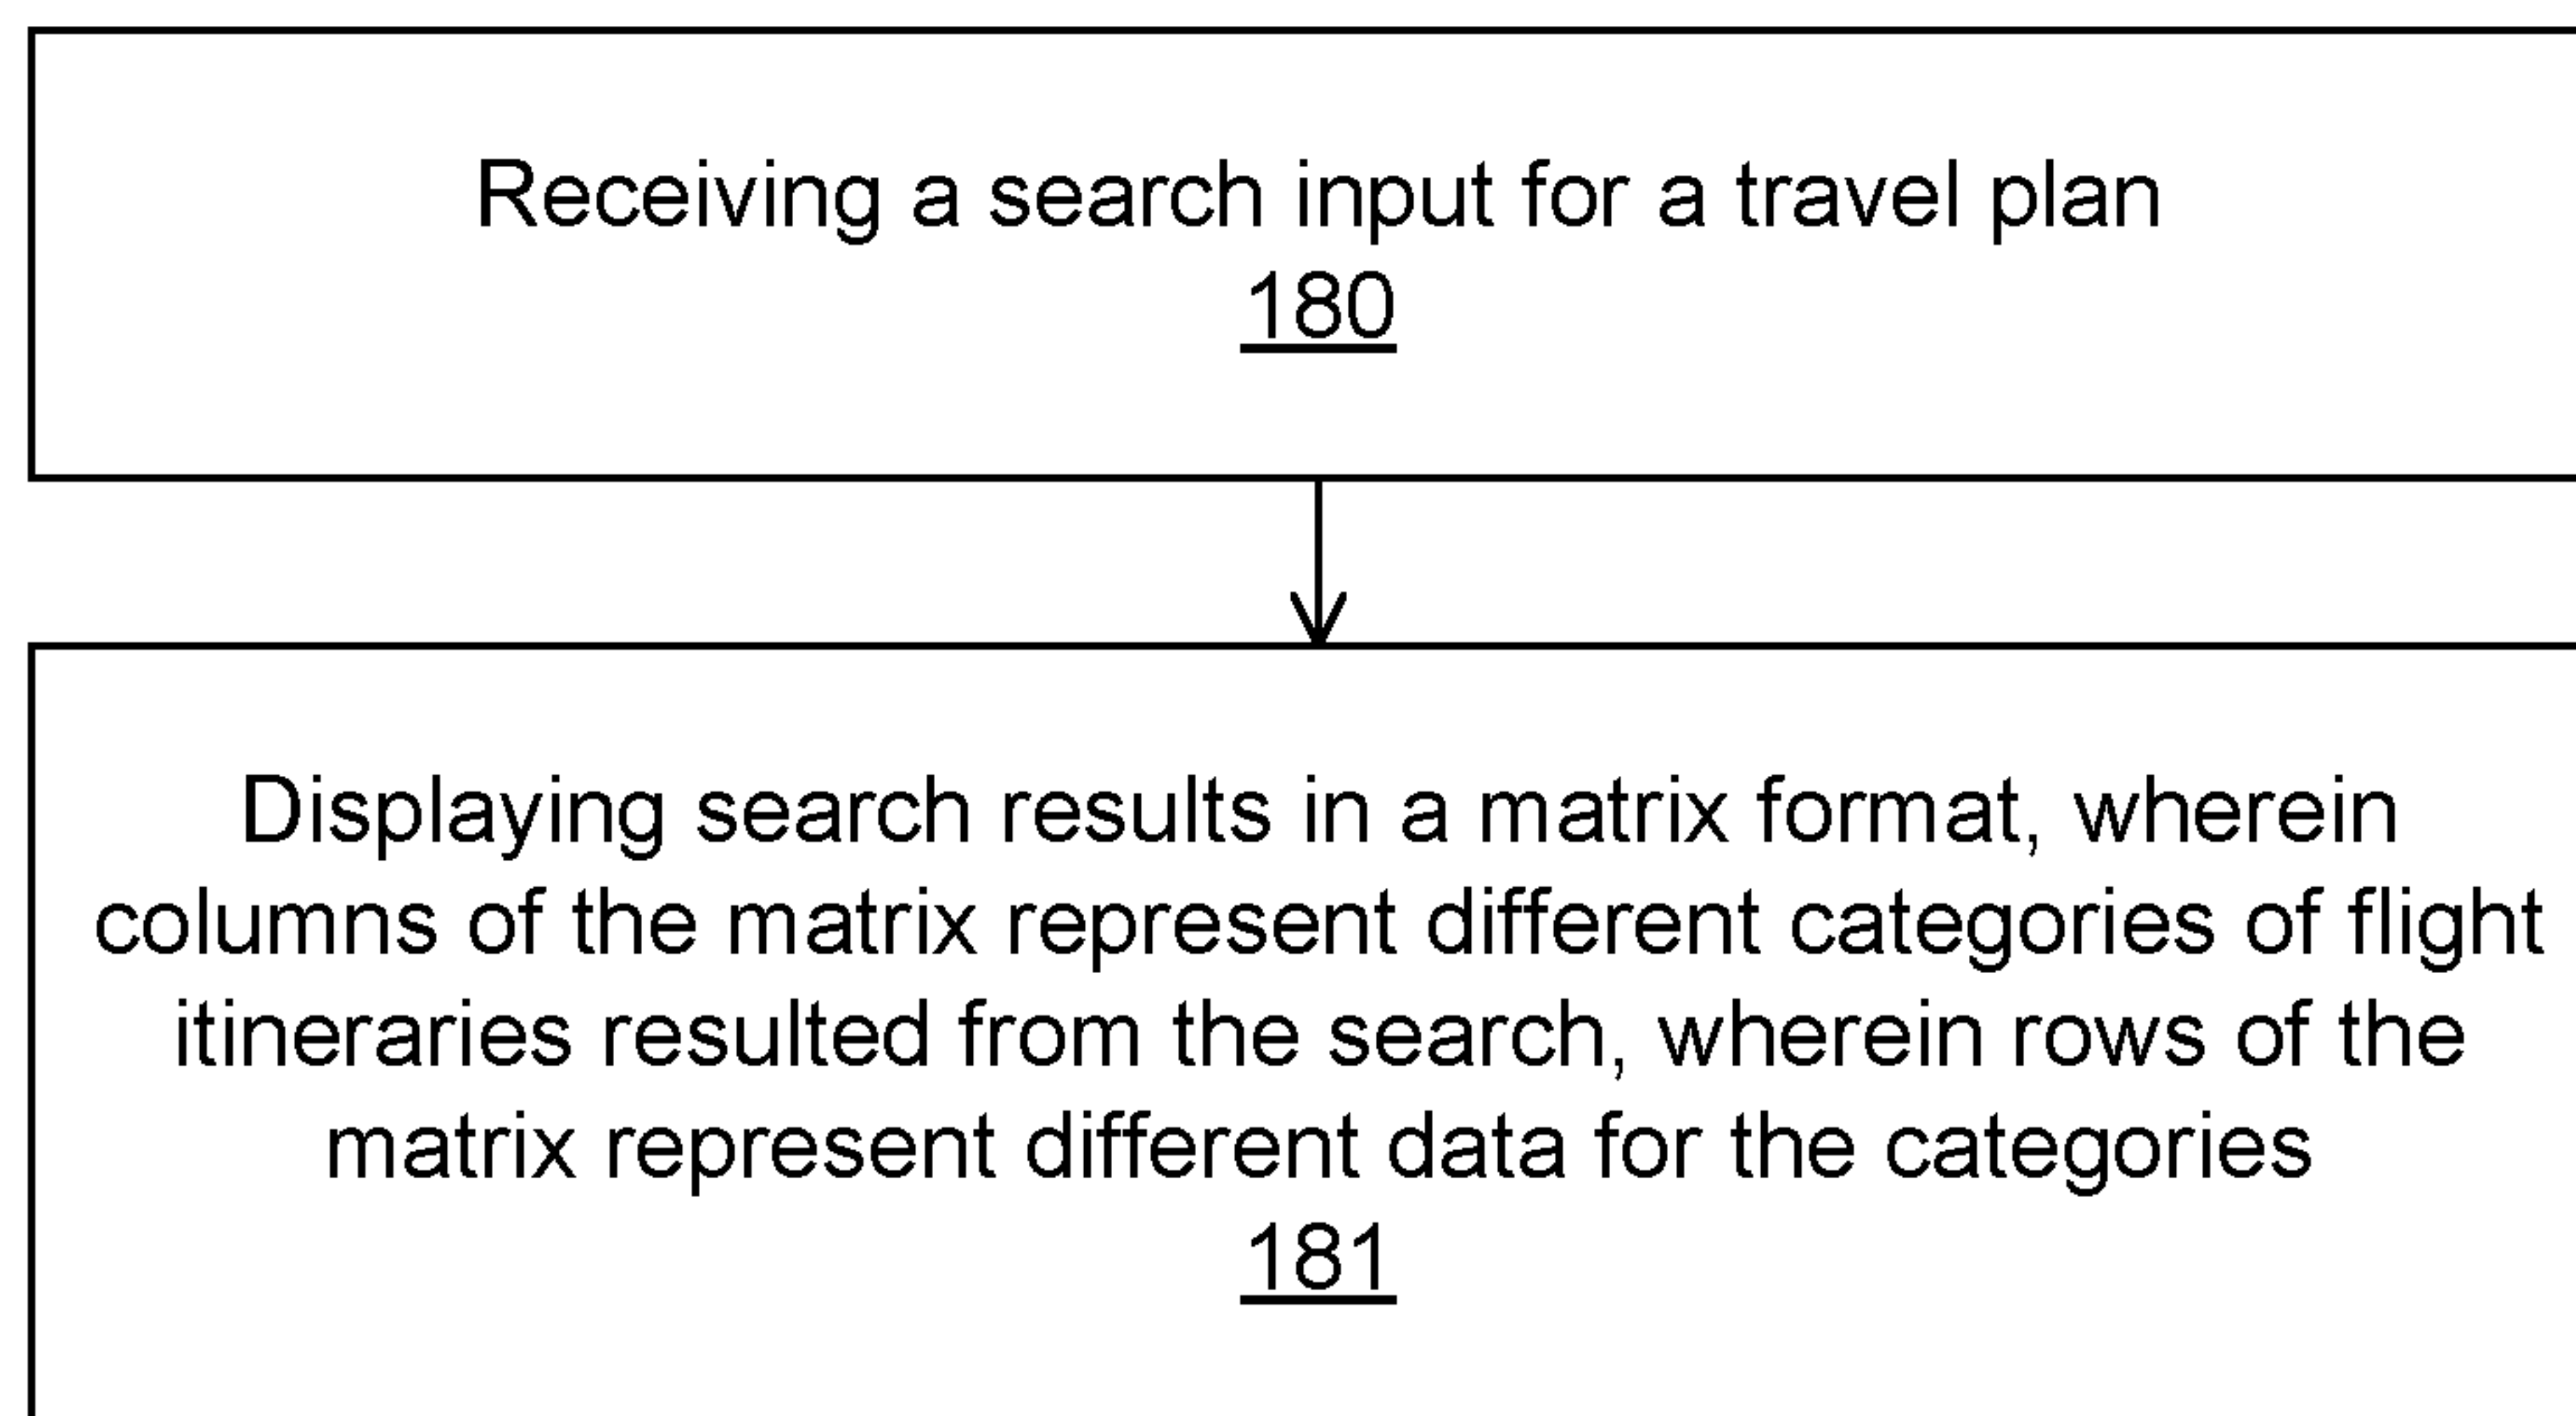 Receiving a search input for a travel plan
180
Displaying search results in a matrix format, wherein
columns of the matrix represent different categories of flight
itineraries resulted from the search, wherein rows of the
matrix represent different data for the categories
181